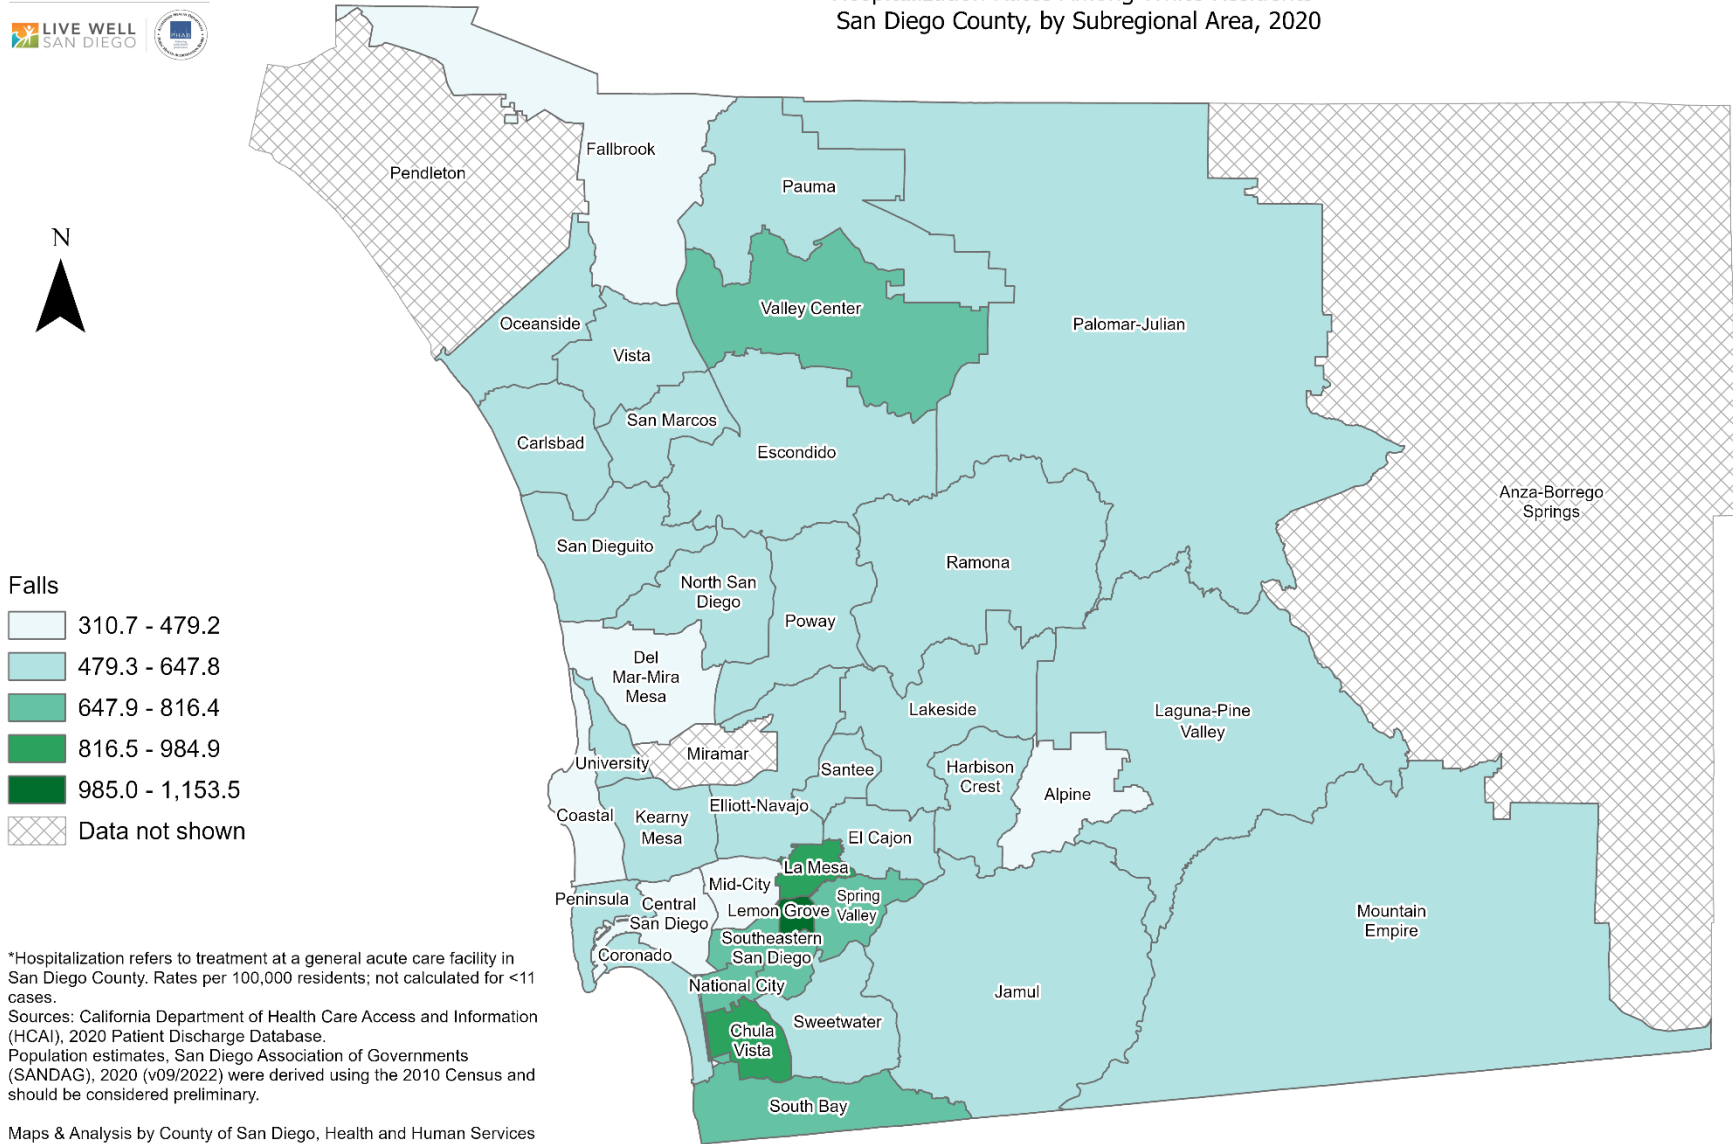 LIVE WELL
SAN DIEGO
PHAB
Hospitalization Rates Among White Residents
San Diego County, by Subregional Area, 2020
N
Fallbrook
Pendleton
Pauma
Valley Center
Oceanside
Palomar-Julian
Vista
San Marcos
Carlsbad
Escondido
Anza-Borrego
Springs
San Dieguito
Ramona
North San
Diego
Poway
Del
Mar-Mira
Mesa
Lakeside
Laguna-Pine
Valley
Miramar
University
Santee
Harbison
Crest
Alpine
Coastal
Kearny
Mesa
Elliott-Navajo
El Cajon
La Mesa
Mid-City
Peninsula
Central
San Diego
Lemon Grove
Spring
Valley
Mountain
Empire
Southeastern
San Diego
Coronado
National City
Jamul
Sweetwater
Chula
Vista
South Bay
Falls
310.7 - 479.2
479.3 - 647.8
647.9 - 816.4
816.5 - 984.9
985.0 - 1,153.5
Data not shown
*Hospitalization refers to treatment at a general acute care facility in
San Diego County. Rates per 100,000 residents; not calculated for <11
cases.
Sources: California Department of Health Care Access and Information
(HCAI), 2020 Patient Discharge Database.
Population estimates, San Diego Association of Governments
(SANDAG), 2020 (v09/2022) were derived using the 2010 Census and
should be considered preliminary.
Maps & Analysis by County of San Diego, Health and Human Services